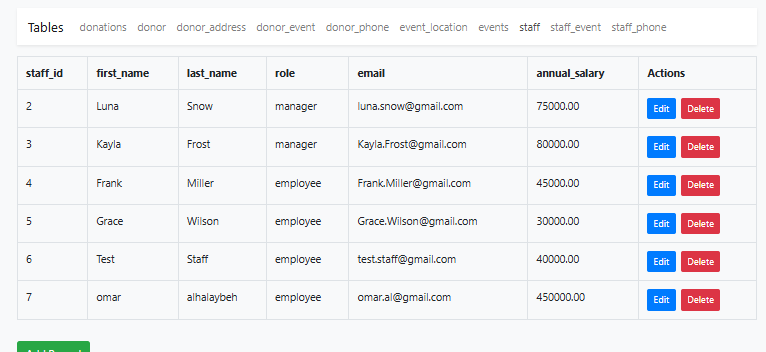 Tables donations donor donor_address donor_event donor_phone event_location events staff staff_event staff_phone
staff_id first_name last_name role email annual_salary Actions
2 Luna Snow manager luna.snow@gmail.com 75000.00 Edit Delete
3 Kayla Frost manager Kayla.Frost@gmail.com 80000.00 Edit Delete
4 Frank Miller employee Frank.Miller@gmail.com 45000.00 Edit Delete
5 Grace Wilson employee Grace.Wilson@gmail.com 30000.00 Edit Delete
6 Test Staff employee test.staff@gmail.com 40000.00 Edit Delete
7 omar alhalaybeh employee omar.al@gmail.com 450000.00 Edit Delete